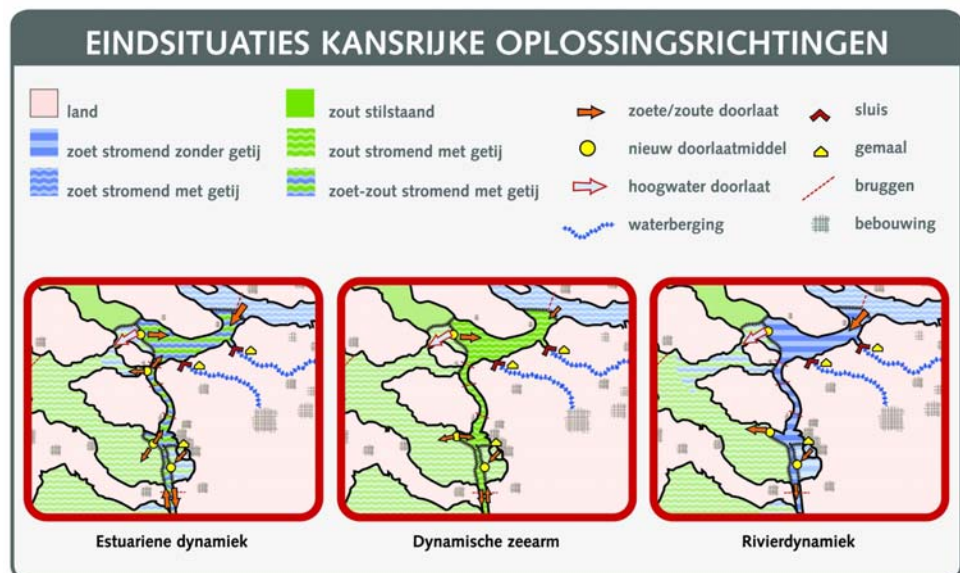 EINDSITUATIES KANSRIJKE OPLOSSINGSRICHTINGEN
land
zoet stromend zonder getij
zoet stromend met getij
zout stilstaand
zout stromend met getij
zoet-zout stromend met getij
zoete/zoute doorlaat
nieuw doorlaatmiddel
hoogwater doorlaat
waterberging
sluis
gemaal
bruggen
bebouwing
Estuariene dynamiek
Dynamische zeearm
Rivierdynamiek